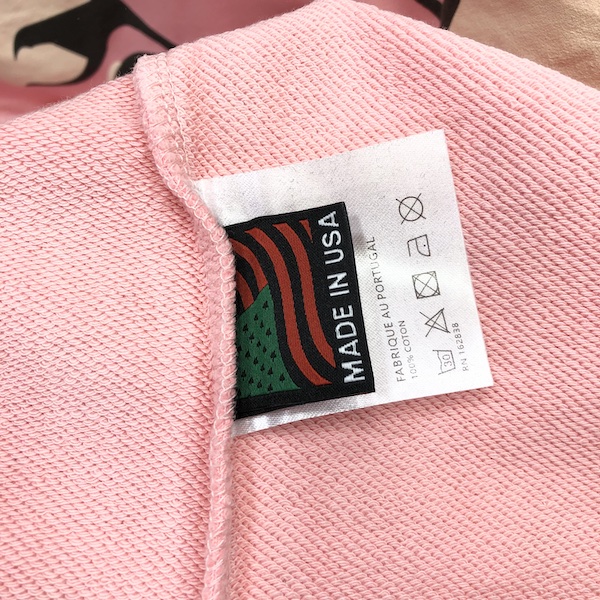 MADE IN USA
FABRIQUE AU PORTUGAL
100% COTON
30
RN 162838